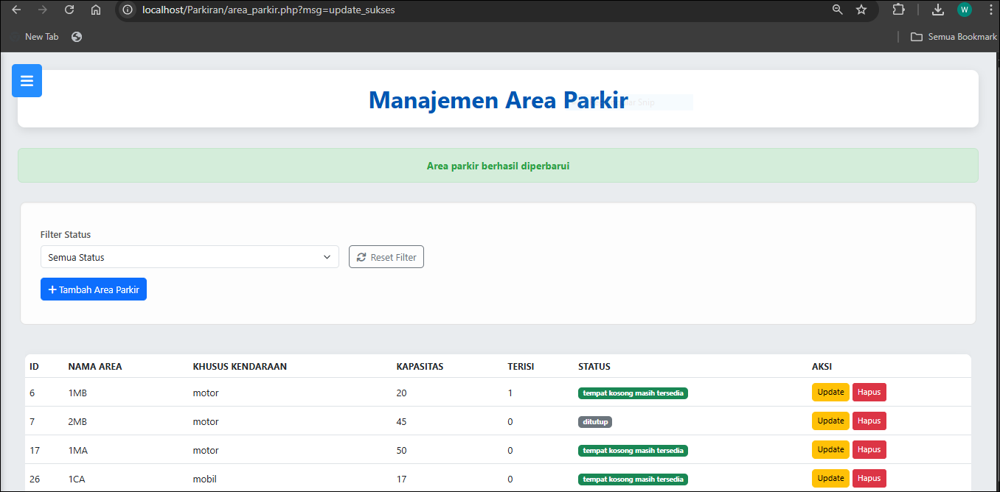 localhost/Parkiran/area_parkir.php?msg=update_sukses
W
New Tab
Semua Bookmark
Manajemen Area Parkir
Snip
Area parkir berhasil diperbarui
Filter Status
Semua Status
Reset Filter
+ Tambah Area Parkir
ID NAMA AREA KHUSUS KENDARAAN KAPASITAS TERISI STATUS AKSI
6 1MB motor 20 1 tempat kosong masih tersedia Update Hapus
7 2MB motor 45 0 ditutup Update Hapus
17 1MA motor 50 0 tempat kosong masih tersedia Update Hapus
26 1CA mobil 17 0 tempat kosong masih tersedia Update Hapus